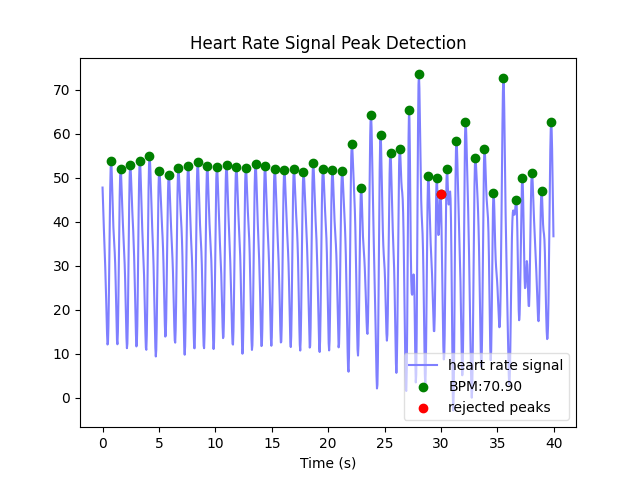 Heart Rate Signal Peak Detection
70
60
50
40
30
20
10
0
heart rate signal
BPM:70.90
rejected peaks
0 5 10 15 20 25 30 35 40
Time (s)